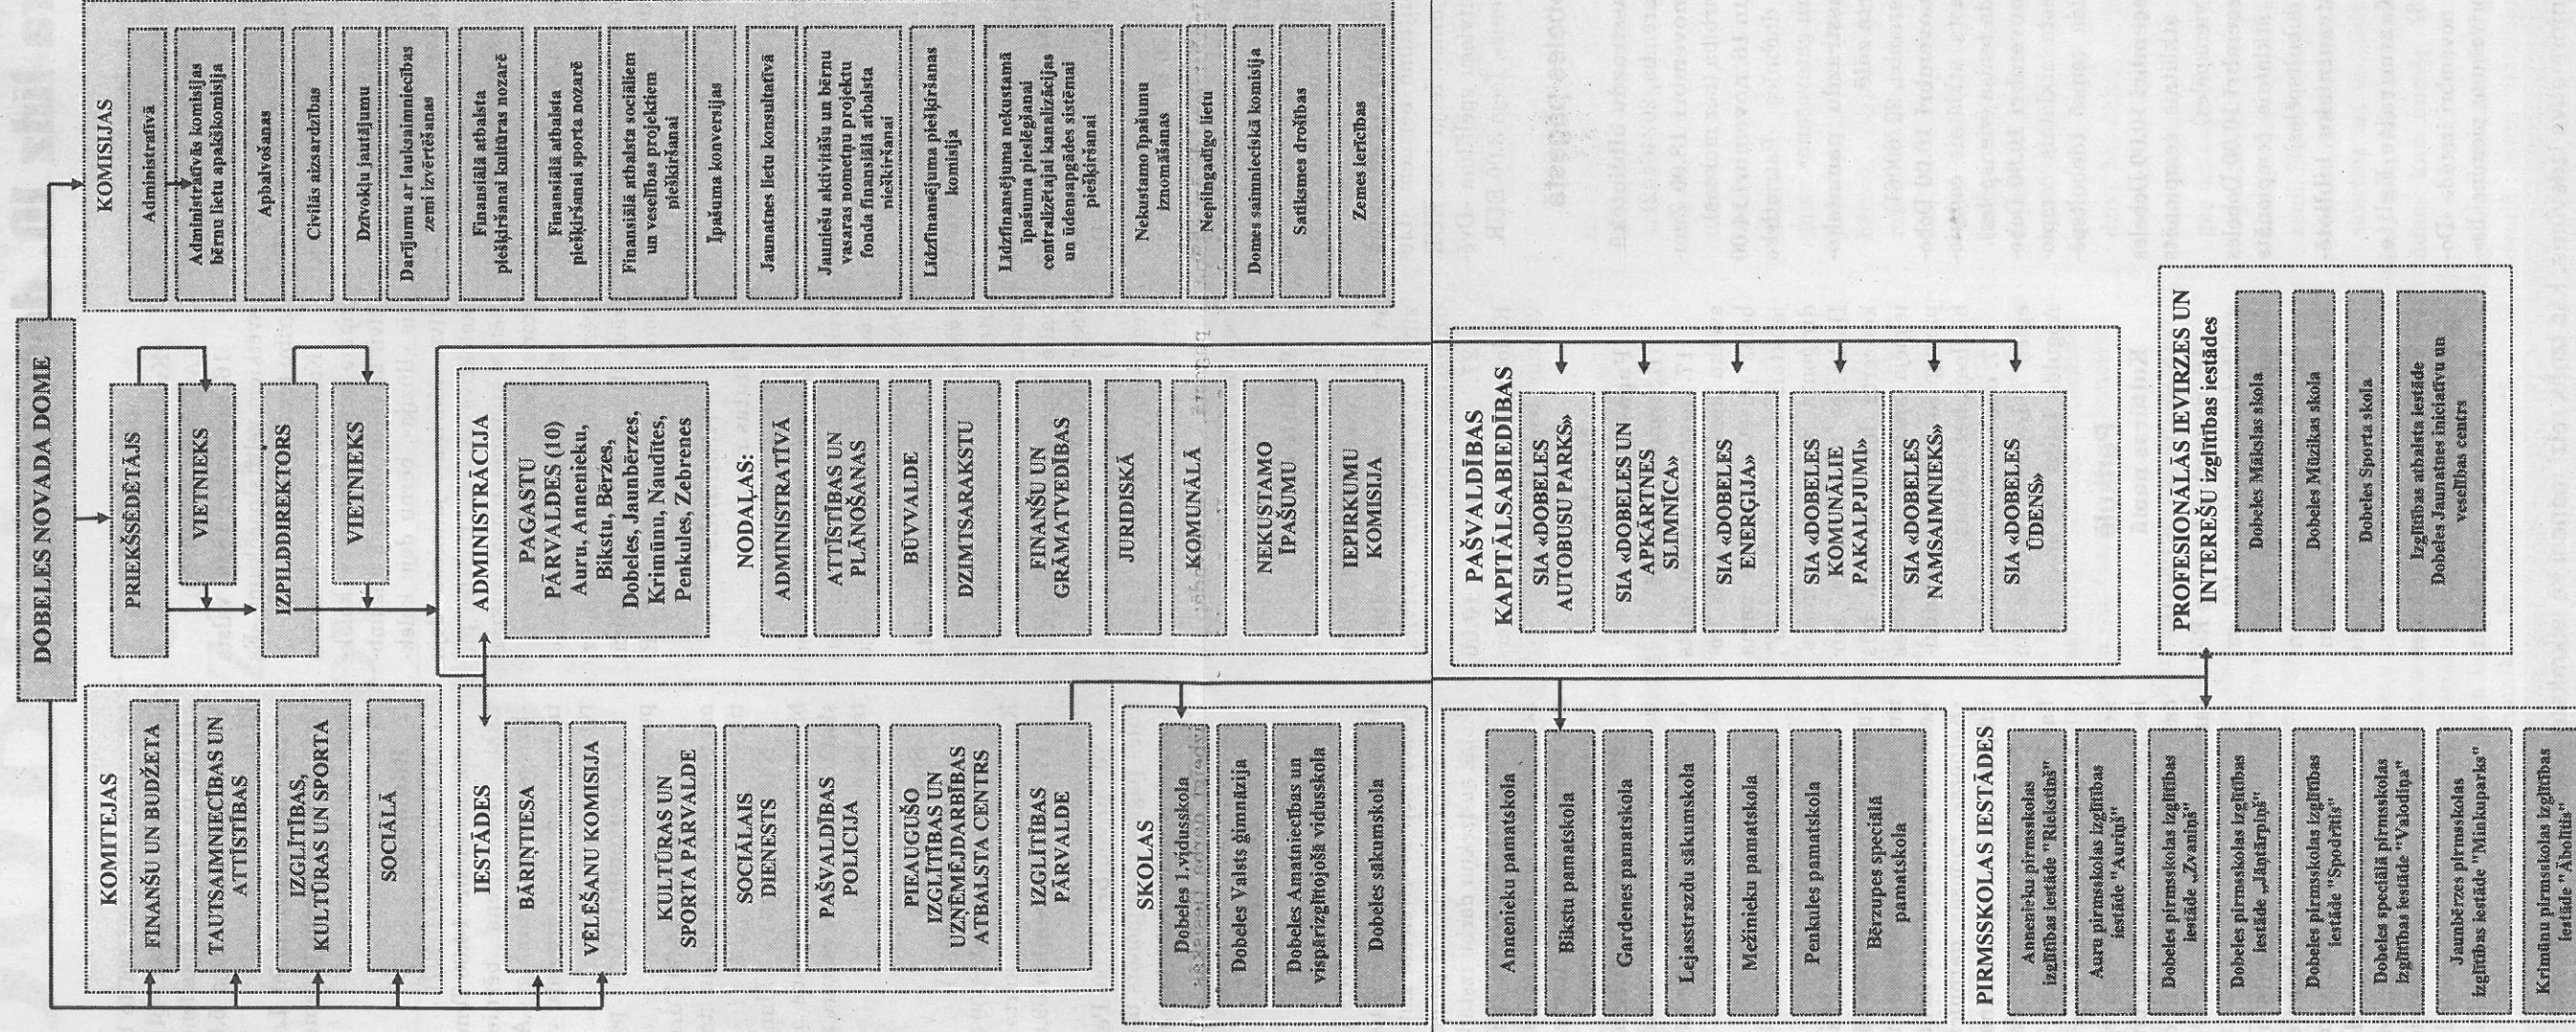 DOBELES NOVADA DOME
KOMITEJAS
FINANŠU UN BUDŽETA
TAUTSAIMNIECĪBAS UN
ATTĪSTĪBAS
IZGLĪTĪBAS,
KULTŪRAS UN SPORTA
SOCIĀLĀ
PRIEKŠSĒDĒTĀJS
VIETNIEKS
IZPILDDIREKTORS
VIETNIEKS
KOMISIJAS
Administratīvā
Administratīvās komisijas
bērnu lietu apakškomisija
Apbalvošanas
Civilās aizsardzības
Dzīvokļu jautājumu
Darījumu ar lauksaimniecības
zemi izvērtēšanas
Finansiālā atbalsta
piešķiršanai kultūras nozarē
Finansiālā atbalsta
piešķiršanai sporta nozarē
Finansiālā atbalsta sociāliem
un veselības projektiem
piešķiršanai
Īpašuma konversijas
Jaunatnes lietu konsultatīvā
Jauniešu aktivitāšu un bērnu
vasaras nometņu projektu
fonda finansiālā atbalsta
piešķiršanai
Līdzfinansējuma piešķiršanas
komisija
Līdzfinansējuma nekustamā
īpašuma pieslēgšanai
centralizētajai kanalizācijas
un ūdensapgādes sistēmai
piešķiršanai
Nekustamo īpašumu
iznomāšanas
Nepilngadīgo lietu
Domes saimnieciskā komisija
Satiksmes drošības
Zemes ierīcības
IESTĀDES
BĀRIŅTIESA
VĒLĒŠANU KOMISIJA
KULTŪRAS UN
SPORTA PĀRVALDE
SOCIĀLAIS
DIENESTS
PAŠVALDĪBAS
POLICIJA
PIEAUGUŠO
IZGLĪTĪBAS UN
UZŅĒMĒJDARBĪBAS
ATBALSTA CENTRS
IZGLĪTĪBAS
PĀRVALDE
ADMINISTRĀCIJA
PAGASTU
PĀRVALDES (10)
Auru, Annenieku,
Bikstu, Bērzes,
Dobeles, Jaunbērzes,
Krimūnu, Naudītes,
Penkules, Zebrenes
NODAĻAS:
ADMINISTRATĪVĀ
ATTĪSTĪBAS UN
PLĀNOŠANAS
BŪVVALDE
DZIMTSARAKSTU
FINANŠU UN
GRĀMATVEDĪBAS
JURIDISKĀ
KOMUNĀLĀ
NEKUSTAMO
ĪPAŠUMU
IEPIRKUMU
KOMISIJA
SKOLAS
Dobeles 1.vidusskola
Dobeles Valsts ģimnāzija
Dobeles Amatniecības un
vispārizglītojošā vidusskola
Dobeles sākumskola
Annenieku pamatskola
Bikstu pamatskola
Gardenes pamatskola
Lejasstrazdu sākumskola
Mežinieku pamatskola
Penkules pamatskola
Bērzupes speciālā
pamatskola
PAŠVALDĪBAS
KAPITĀLSABIEDRĪBAS
SIA «DOBELES
AUTOBUSU PARKS»
SIA «DOBELES UN
APKĀRTNES
SLIMNĪCA»
SIA «DOBELES
ENERĢIJA»
SIA «DOBELES
KOMUNĀLIE
PAKALPJUMI»
SIA «DOBELES
NAMSAIMNIEKS»
SIA «DOBELES
ŪDENS»
PIRMSSKOLAS IESTĀDES
Annenieku pirmsskolas
izglītības iestāde "Riekstiņš"
Auru pirmsskolas izglītības
iestāde "Auriņš"
Dobeles pirmsskolas izglītības
iestāde „Zvaniņš"
Dobeles pirmsskolas izglītības
iestāde „Jāņtārpiņš"
Dobeles pirmsskolas izglītības
iestāde "Spodrītis"
Dobeles speciālā pirmsskolas
izglītības iestāde "Valodiņa"
Jaunbērzes pirmsskolas
izglītības iestāde "Minkuparks"
Krimūnu pirmsskolas izglītības
iestāde "Ābolītis"
PROFESIONĀLĀS IEVIRZES UN
INTEREŠU izglītības iestādes
Dobeles Mākslas skola
Dobeles Mūzikas skola
Dobeles Sporta skola
Izglītības atbalsta iestāde
Dobeles Jaunatnes iniciatīvu un
veselības centrs